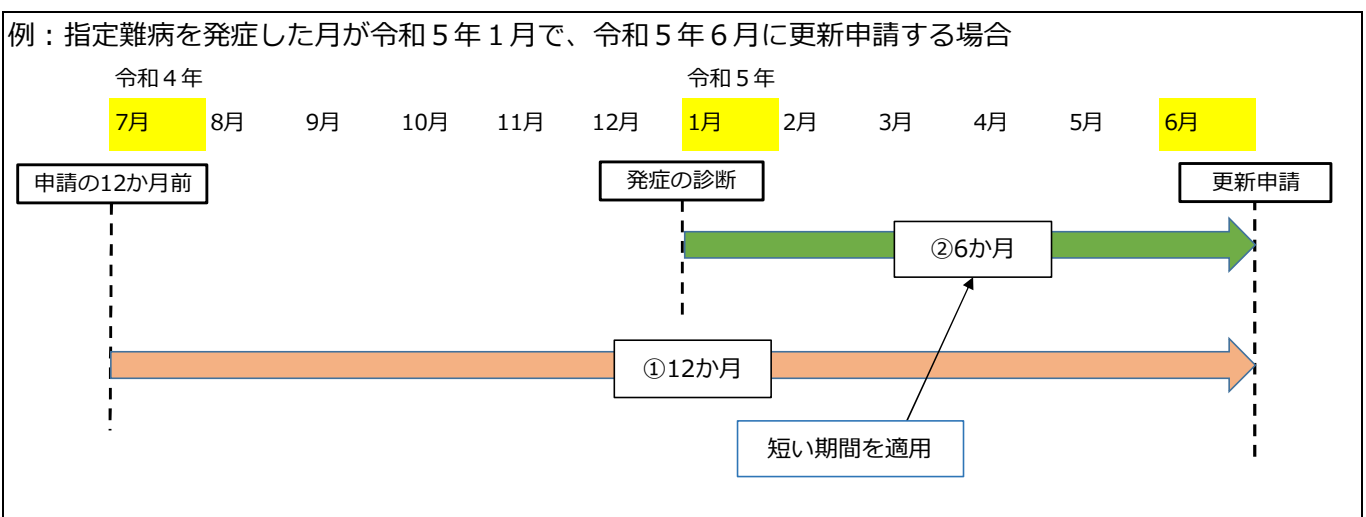 例：指定難病を発症した月が令和５年１月で、令和５年６月に更新申請する場合
令和４年 令和５年
7月 8月 9月 10月 11月 12月 1月 2月 3月 4月 5月 6月
申請の12か月前 発症の診断 更新申請
②6か月
①12か月
短い期間を適用